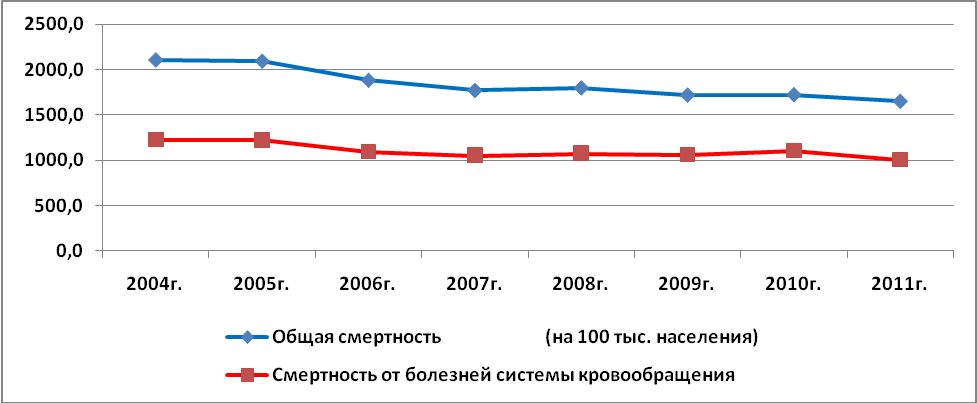 2500,0
2000,0
1500,0
1000,0
500,0
0,0
2004г. 2005г. 2006г. 2007г. 2008г. 2009г. 2010г. 2011г.
Общая смертность (на 100 тыс. населения)
Смертность от болезней системы кровообращения